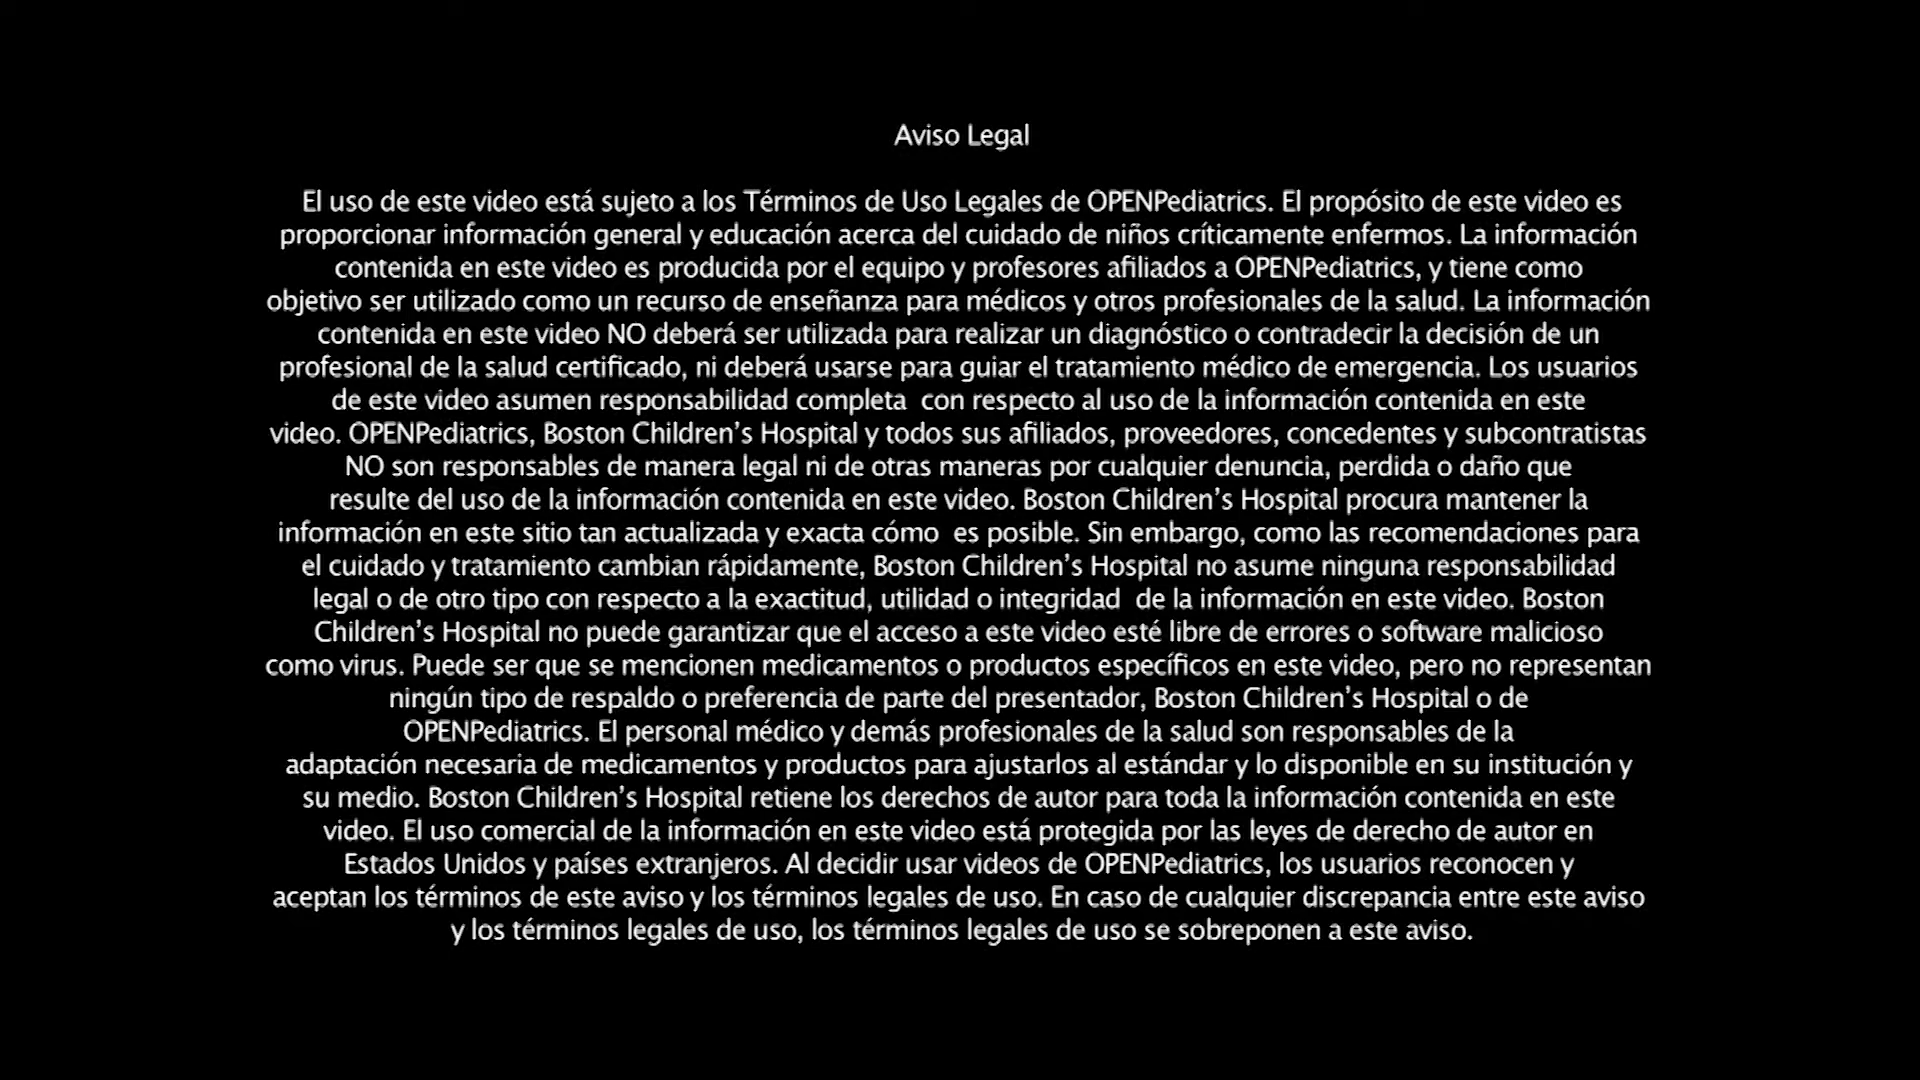 Aviso Legal
El uso de este video está sujeto a los Términos de Uso Legales de OPENPediatrics. El propósito de este video es
proporcionar información general y educación acerca del cuidado de niños críticamente enfermos. La información
contenida en este video es producida por el equipo y profesores afiliados a OPENPediatrics, y tiene como
objetivo ser utilizado como un recurso de enseñanza para médicos y otros profesionales de la salud. La información
contenida en este video NO deberá ser utilizada para realizar un diagnóstico o contradecir la decisión de un
profesional de la salud certificado, ni deberá usarse para guiar el tratamiento médico de emergencia. Los usuarios
de este video asumen responsabilidad completa  con respecto al uso de la información contenida en este
video. OPENPediatrics, Boston Children’s Hospital y todos sus afiliados, proveedores, concedentes y subcontratistas
NO son responsables de manera legal ni de otras maneras por cualquier denuncia, perdida o daño que
resulte del uso de la información contenida en este video. Boston Children’s Hospital procura mantener la
información en este sitio tan actualizada y exacta cómo  es posible. Sin embargo, como las recomendaciones para
el cuidado y tratamiento cambian rápidamente, Boston Children’s Hospital no asume ninguna responsabilidad
legal o de otro tipo con respecto a la exactitud, utilidad o integridad  de la información en este video. Boston
Children’s Hospital no puede garantizar que el acceso a este video esté libre de errores o software malicioso
como virus. Puede ser que se mencionen medicamentos o productos específicos en este video, pero no representan
ningún tipo de respaldo o preferencia de parte del presentador, Boston Children’s Hospital o de
OPENPediatrics. El personal médico y demás profesionales de la salud son responsables de la
adaptación necesaria de medicamentos y productos para ajustarlos al estándar y lo disponible en su institución y
su medio. Boston Children’s Hospital retiene los derechos de autor para toda la información contenida en este
video. El uso comercial de la información en este video está protegida por las leyes de derecho de autor en
Estados Unidos y países extranjeros. Al decidir usar videos de OPENPediatrics, los usuarios reconocen y
aceptan los términos de este aviso y los términos legales de uso. En caso de cualquier discrepancia entre este aviso
y los términos legales de uso, los términos legales de uso se sobreponen a este aviso.